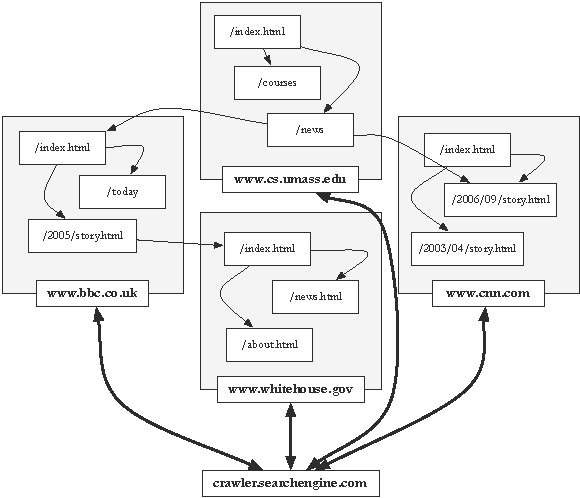 /index.html
/courses
/news
www.cs.umass.edu
/index.html
/today
/2005/story.html
www.bbc.co.uk
/index.html
/2006/09/story.html
/2003/04/story.html
www.cnn.com
/index.html
/news.html
/about.html
www.whitehouse.gov
crawler.searchengine.com